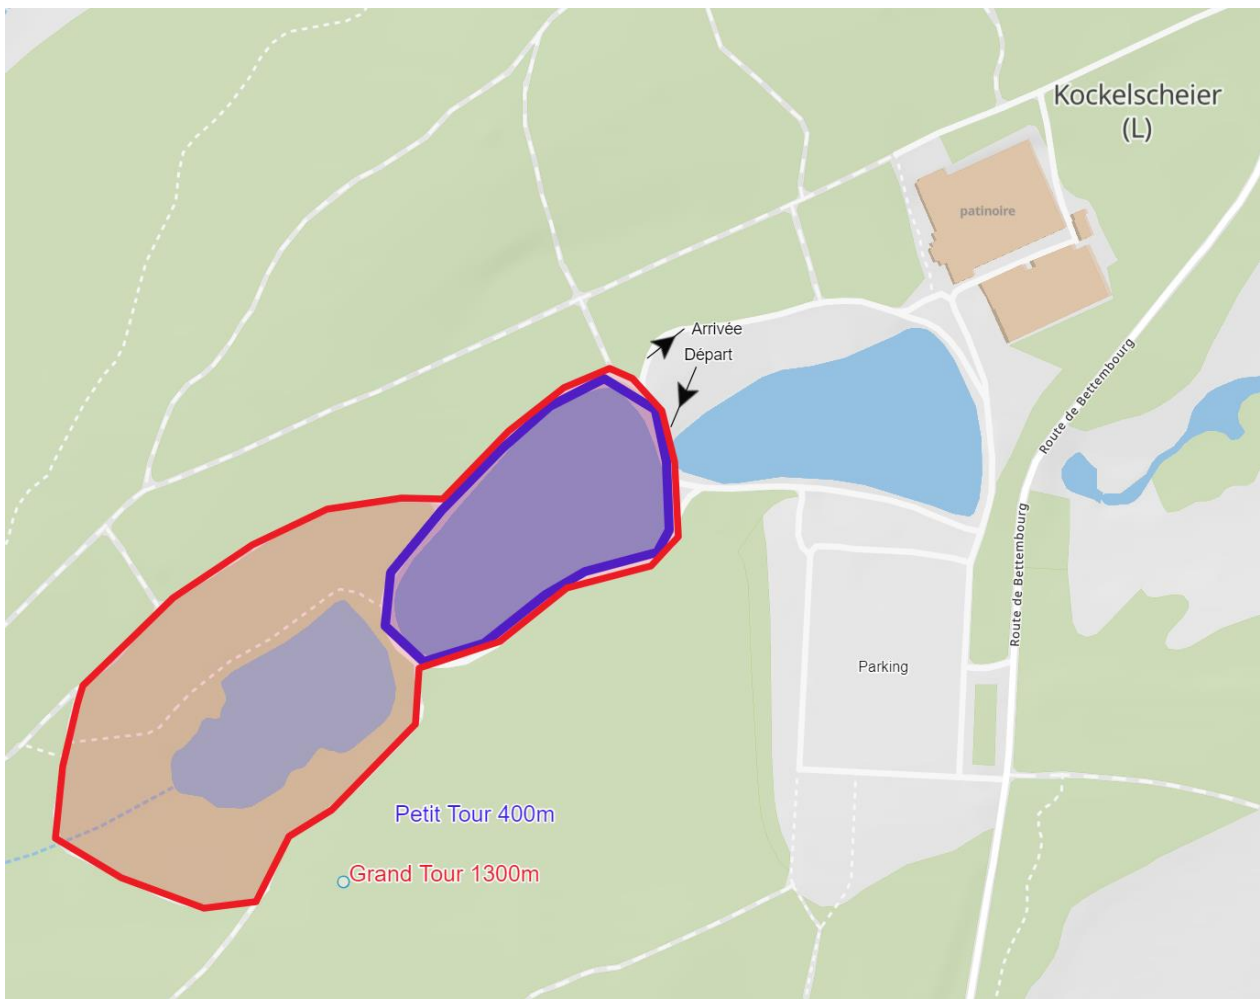 Kockelscheier
(L)
patinoire
Arrivée
Départ
Route de Bettembourg
Route de Bettembourg
Parking
Petit Tour 400m
Grand Tour 1300m